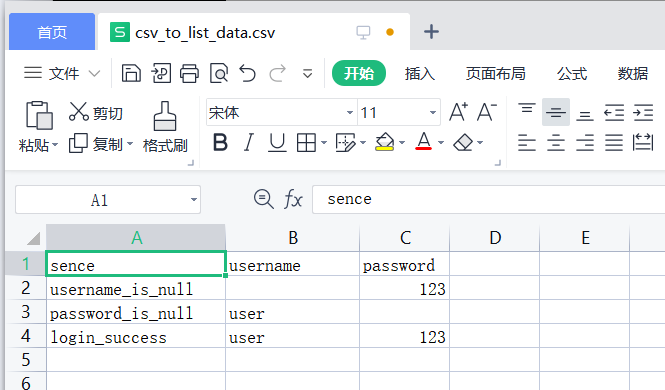 首页 S csv_to_list_data.csv
文件 开始 插入 页面布局 公式 数据
粘贴 剪切 复制 格式刷 宋体 11 A+ A- B I U A
A1 fx sence
A B C D E
1 sence username password
2 username_is_null 123
3 password_is_null user
4 login_success user 123
5
6